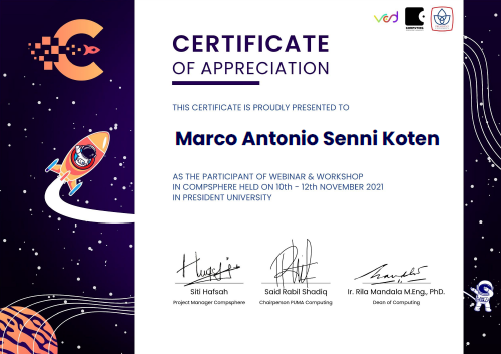 CERTIFICATE
OF APPRECIATION
THIS CERTIFICATE IS PROUDLY PRESENTED TO
Marco Antonio Senni Koten
AS THE PARTICIPANT OF WEBINAR & WORKSHOP
IN COMPSPHERE HELD ON 10th - 12th NOVEMBER 2021
IN PRESIDENT UNIVERSITY
Siti Hafsah
Project Manager Compsphere
Said Rabil Shadiq
Chairperson PUMA Computing
Ir. Rila Mandala M.Eng., PhD.
Dean of Computing